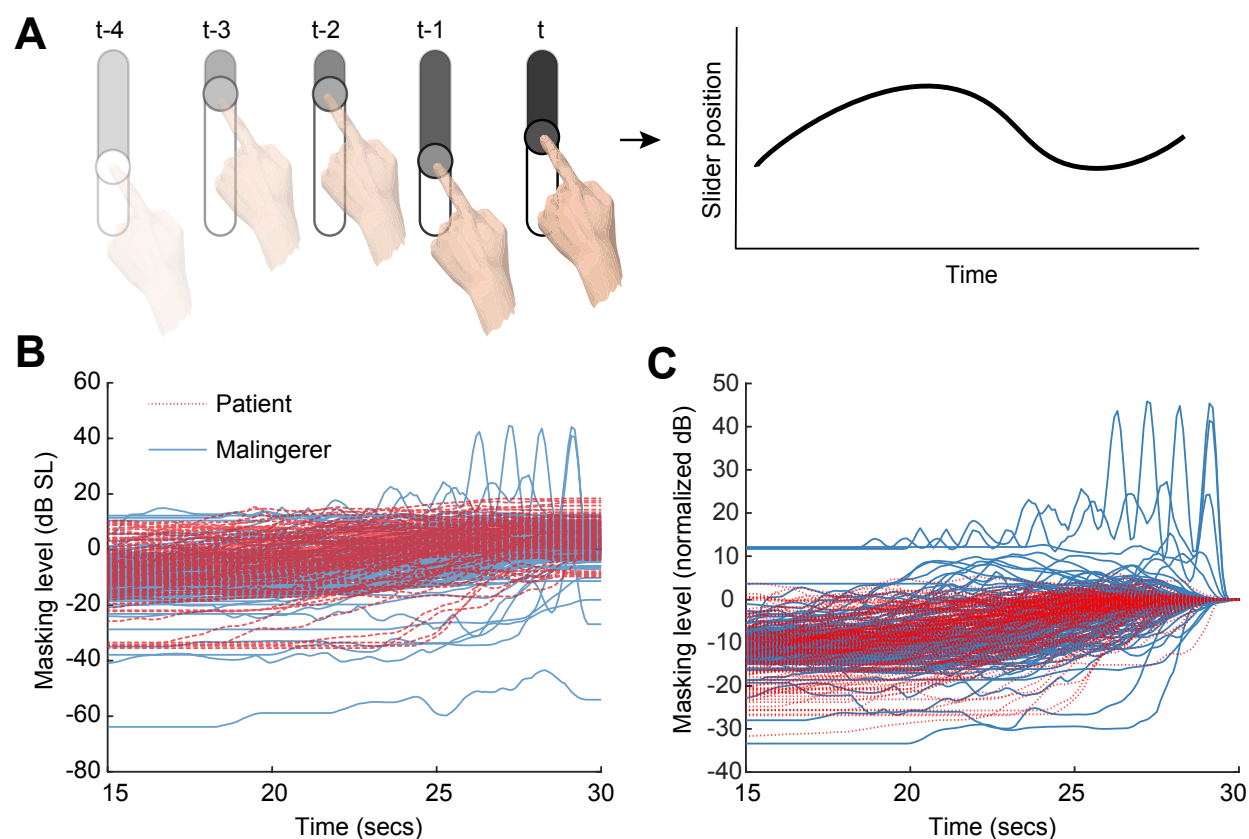 A
t-4 t-3 t-2 t-1 t
Slider position
Time
B
Masking level (dB SL)
60
40
20
0
-20
-40
-60
-80
15 20 25 30
Time (secs)
Patient
Malingerer
C
Masking level (normalized dB)
50
40
30
20
10
0
-10
-20
-30
-40
15 20 25 30
Time (secs)